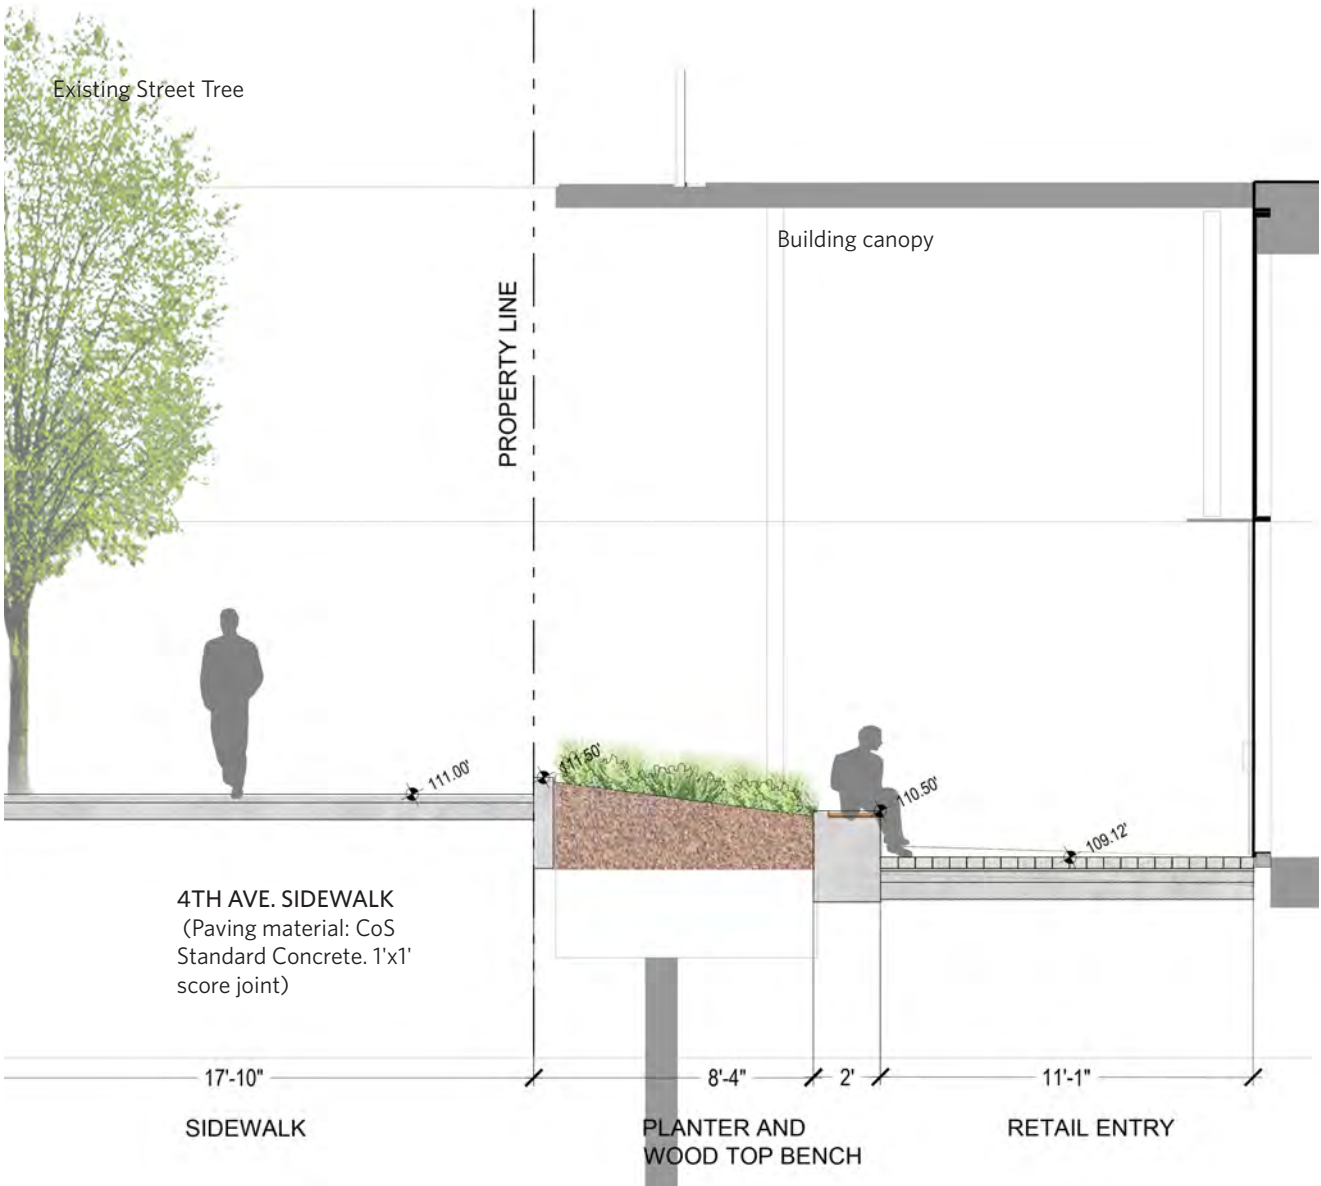 Existing Street Tree
Building canopy
PROPERTY LINE
111.00'
111.50'
110.50'
109.12'
4TH AVE. SIDEWALK
(Paving material: CoS
Standard Concrete. 1'x1'
score joint)
17'-10"
8'-4"
2'
11'-1"
SIDEWALK
PLANTER AND
WOOD TOP BENCH
RETAIL ENTRY